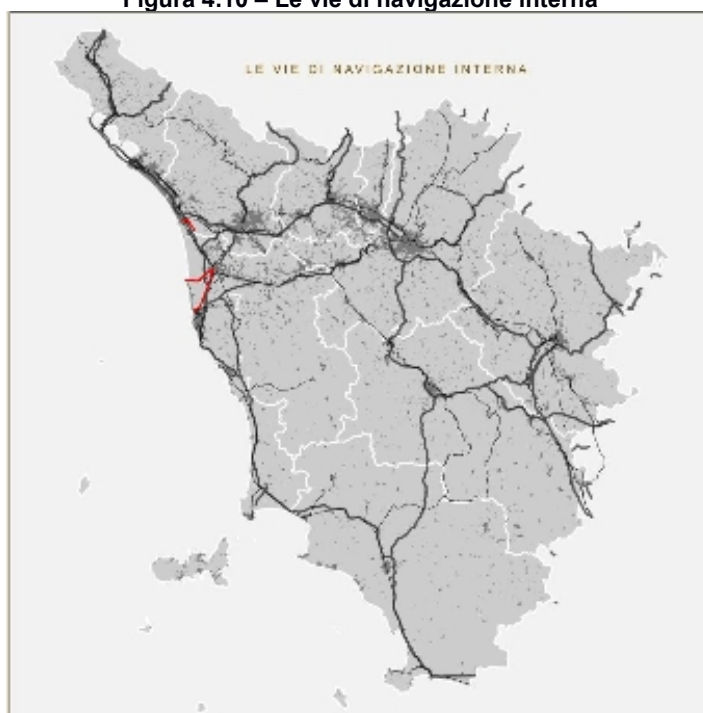 Figura 4.10 – Le vie di navigazione interna
LE VIE DI NAVIGAZIONE INTERNA